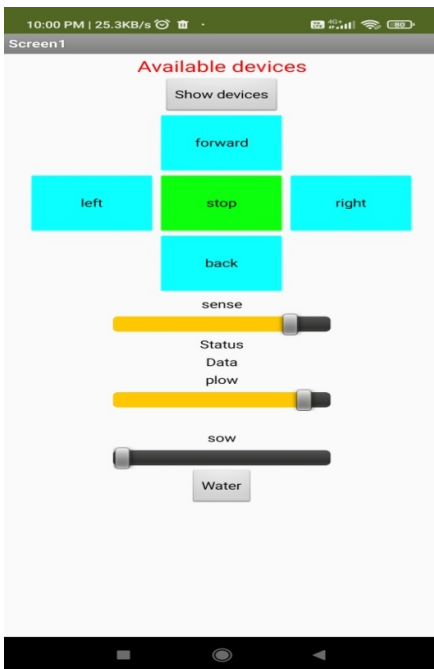 10:00 PM | 25.3KB/s
4G+
80
Screen1
Available devices
Show devices
forward
left stop right
back
sense
Status
Data
plow
sow
Water